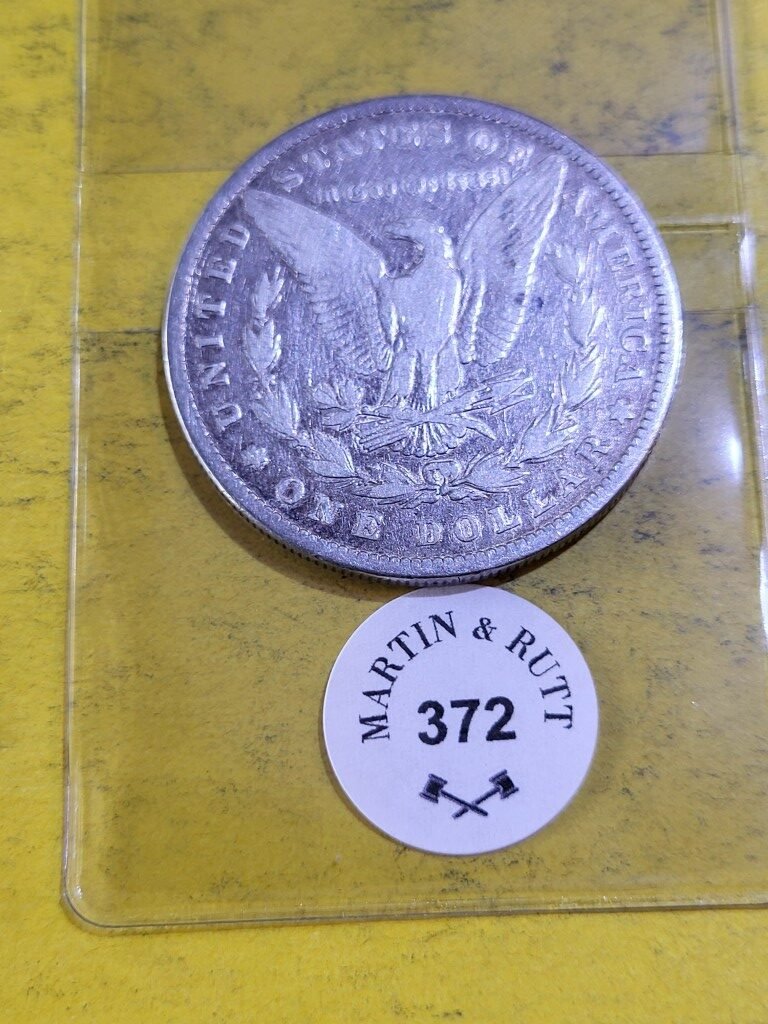 UNITED STATES OF AMERICA
In God we trust
ONE DOLLAR
MARTIN & RUTT
372